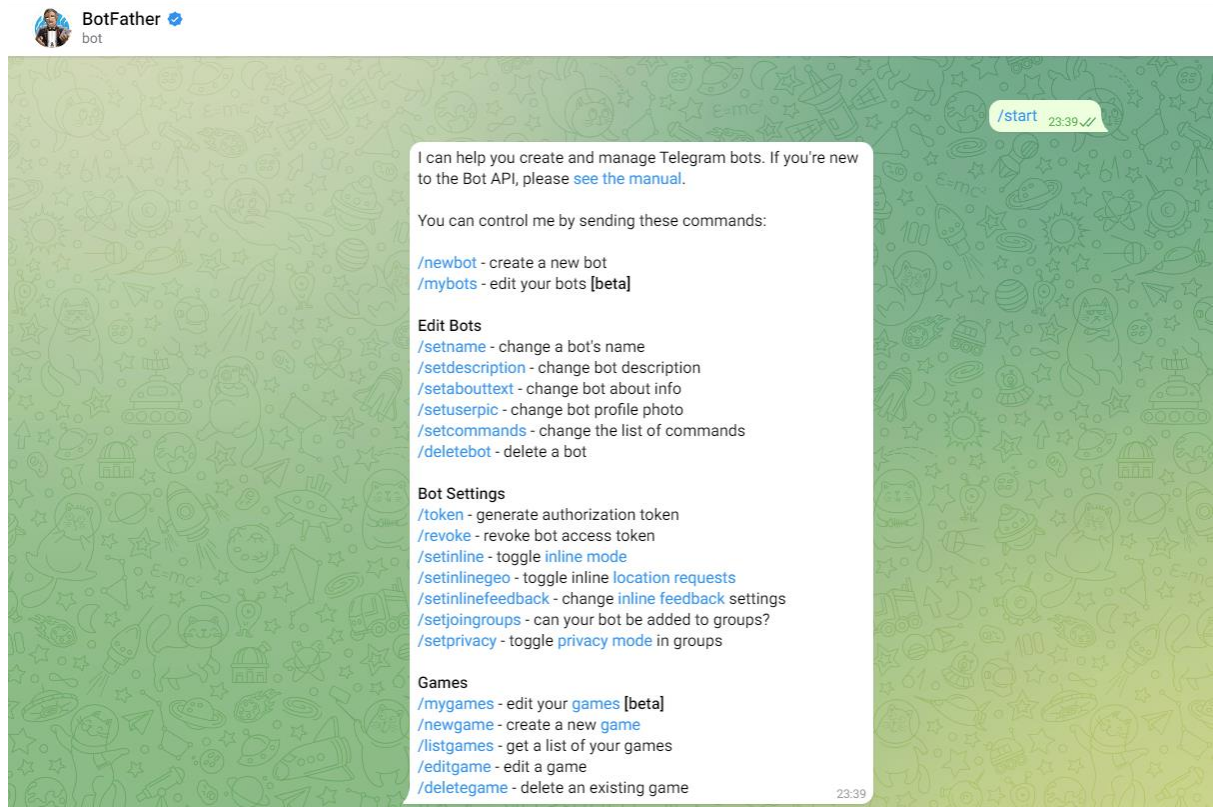 BotFather
bot
/start 23:39
I can help you create and manage Telegram bots. If you're new
to the Bot API, please see the manual.
You can control me by sending these commands:
/newbot - create a new bot
/mybots - edit your bots [beta]
Edit Bots
/setname - change a bot's name
/setdescription - change bot description
/setabouttext - change bot about info
/setuserpic - change bot profile photo
/setcommands - change the list of commands
/deletebot - delete a bot
Bot Settings
/token - generate authorization token
/revoke - revoke bot access token
/setinline - toggle inline mode
/setinlinegeo - toggle inline location requests
/setinlinefeedback - change inline feedback settings
/setjoingroups - can your bot be added to groups?
/setprivacy - toggle privacy mode in groups
Games
/mygames - edit your games [beta]
/newgame - create a new game
/listgames - get a list of your games
/editgame - edit a game
/deletegame - delete an existing game
23:39